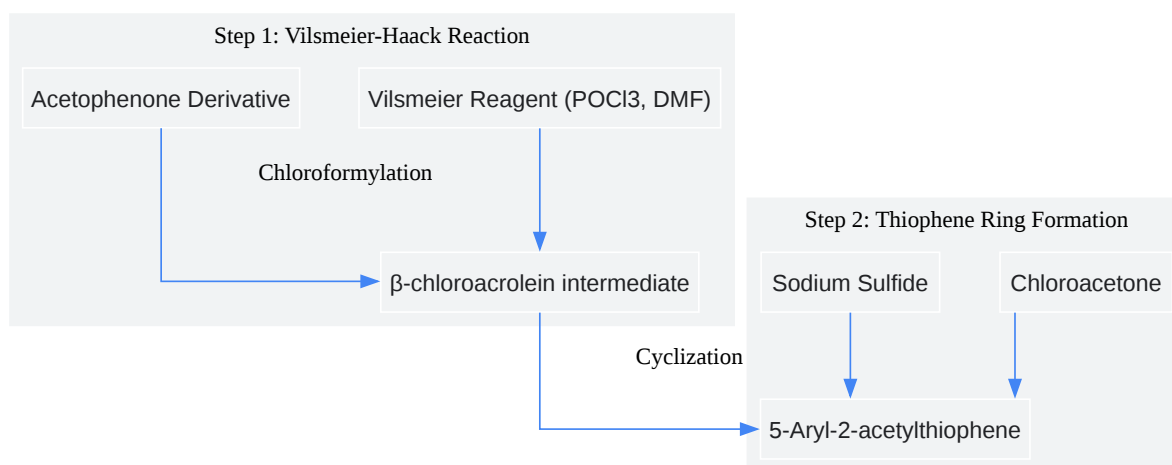 Step 1: Vilsmeier-Haack Reaction
Acetophenone Derivative
Vilsmeier Reagent (POCl3, DMF)
Chloroformylation
β-chloroacrolein intermediate
Step 2: Thiophene Ring Formation
Sodium Sulfide
Chloroacetone
Cyclization
5-Aryl-2-acetylthiophene